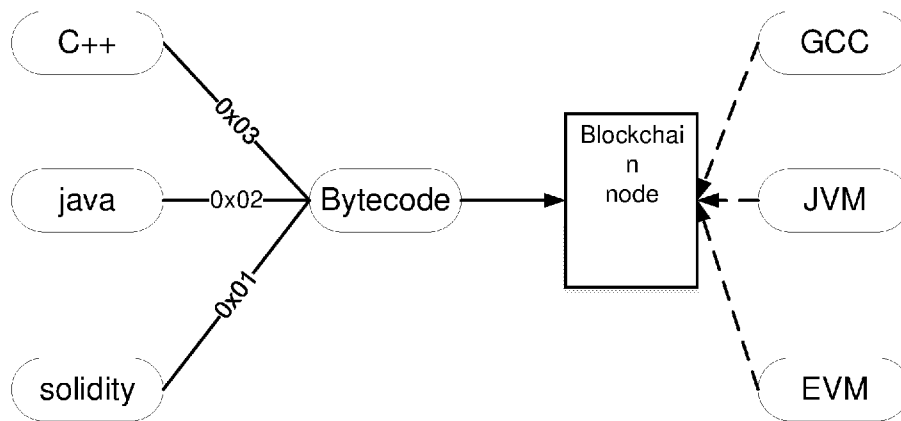 C++
GCC
0x03
Blockchai
n
node
java
0x02
Bytecode
JVM
0x01
solidity
EVM